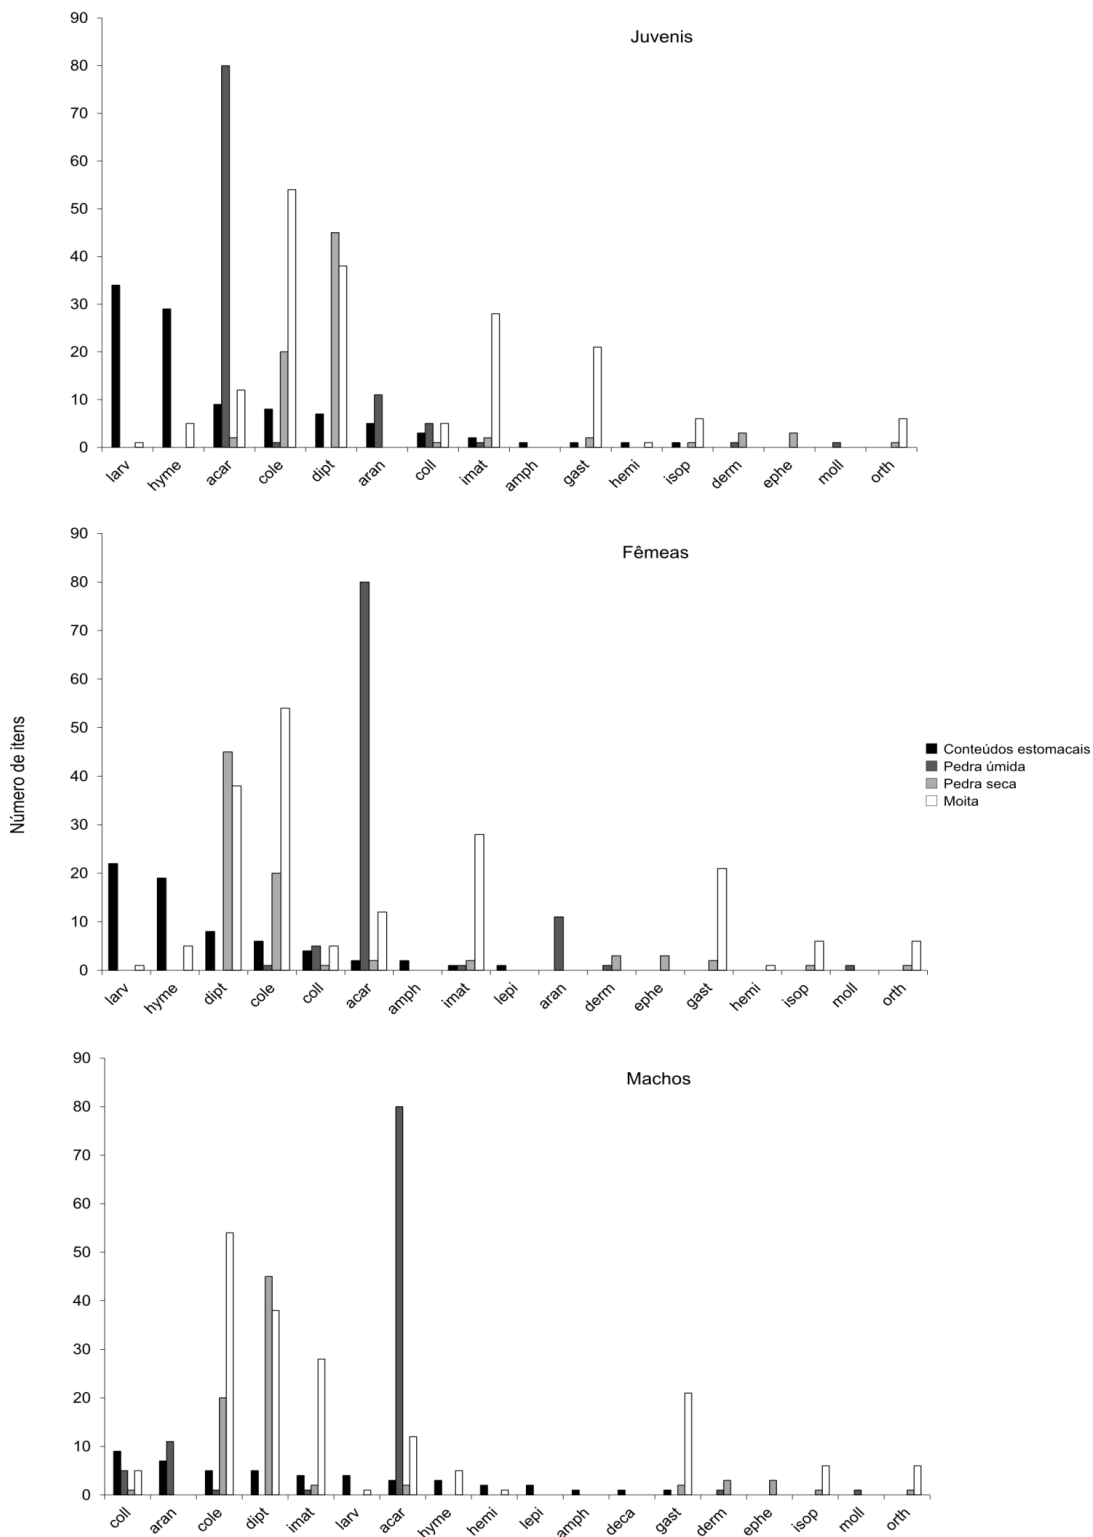 Juvenis
90
80
70
60
50
40
30
20
10
0
larv hyme acar cole dipt aran coll imat amph gast hemi isop derm ephe moll orth
Fêmeas
90
80
70
60
50
40
30
20
10
0
larv hyme dipt cole coll acar amph imat lepi aran derm ephe gast hemi isop moll orth
Número de itens
Conteúdos estomacais
Pedra úmida
Pedra seca
Moita
Machos
90
80
70
60
50
40
30
20
10
0
coll aran cole dipt imat larv acar hyme hemi lepi amph deca gast derm ephe isop moll orth